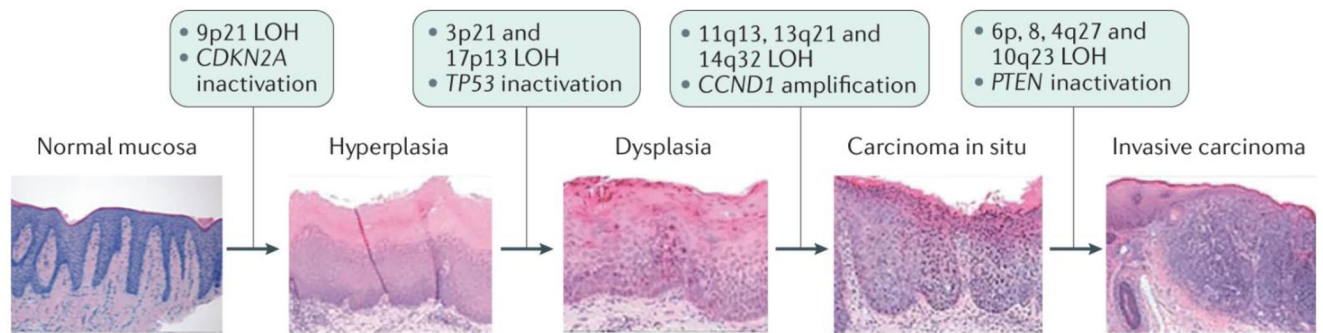 • 9p21 LOH
• CDKN2A
inactivation
• 3p21 and
17p13 LOH
• TP53 inactivation
• 11q13, 13q21 and
14q32 LOH
• CCND1 amplification
• 6p, 8, 4q27 and
10q23 LOH
• PTEN inactivation
Normal mucosa
Hyperplasia
Dysplasia
Carcinoma in situ
Invasive carcinoma